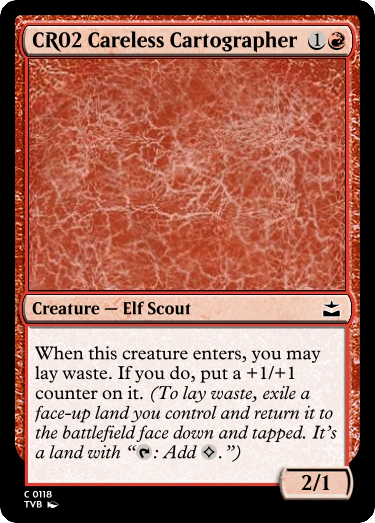 CR02 Careless Cartographer 1
Creature — Elf Scout
When this creature enters, you may
lay waste. If you do, put a +1/+1
counter on it. (To lay waste, exile a
face-up land you control and return it to
the battlefield face down and tapped. It's
a land with “: Add .”)
2/1
C 0118
TVB